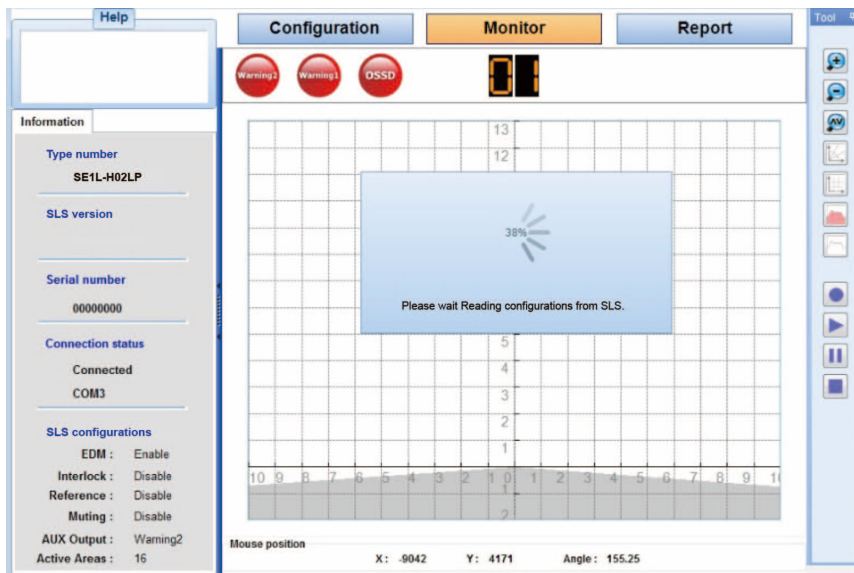 Help
Configuration
Monitor
Report
Tool
Warning2
Warning1
OSSD
01
Information
Type number
SE1L-H02LP
SLS version
Serial number
00000000
Connection status
Connected
COM3
SLS configurations
EDM : Enable
Interlock : Disable
Reference : Disable
Muting : Disable
AUX Output : Warning2
Active Areas : 16
13
12
38%
Please wait Reading configurations from SLS.
5
4
3
2
1
10 9 8 7 6 5 4 3 2 1 0 1 2 3 4 5 6 7 8 9 1
1
2
Mouse position
X : -9042 Y : 4171 Angle : 155.25